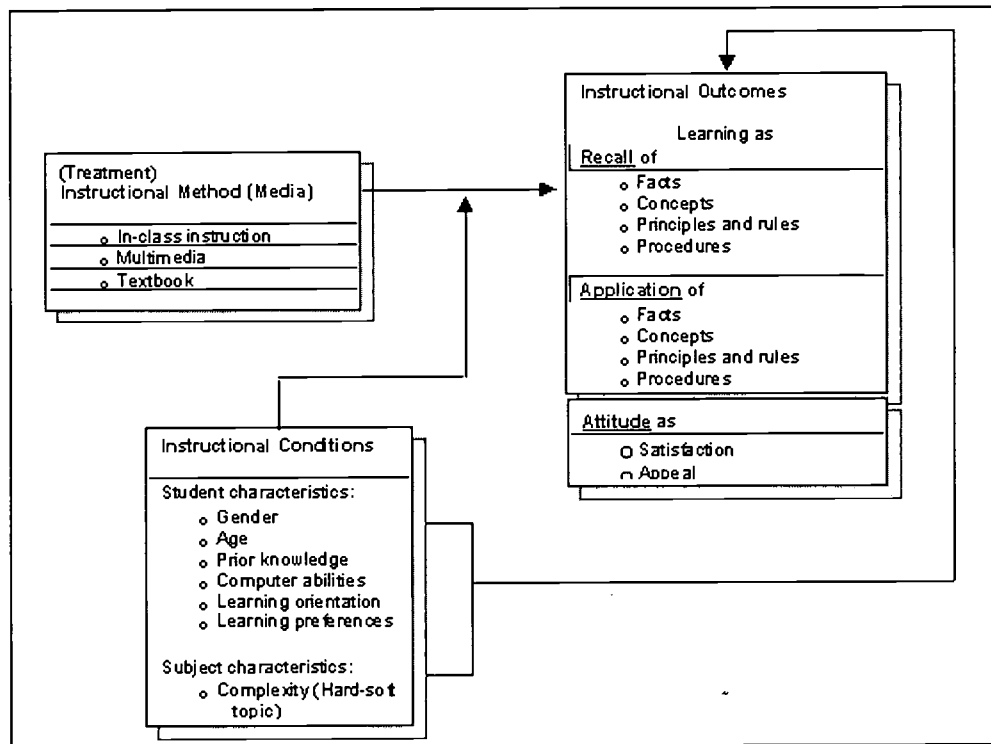 (Treatment)
Instructional Method (Media)
o In-class instruction
o Multimedia
o Textbook
Instructional Outcomes
Learning as
Recall of
o Facts
o Concepts
o Principles and rules
o Procedures
Application of
o Facts
o Concepts
o Principles and rules
o Procedures
Attitude as
o Satisfaction
o Appeal
Instructional Conditions
Student characteristics:
o Gender
o Age
o Prior knowledge
o Computer abilities
o Learning orientation
o Learning preferences
Subject characteristics:
o Complexity (Hard-soft
topic)